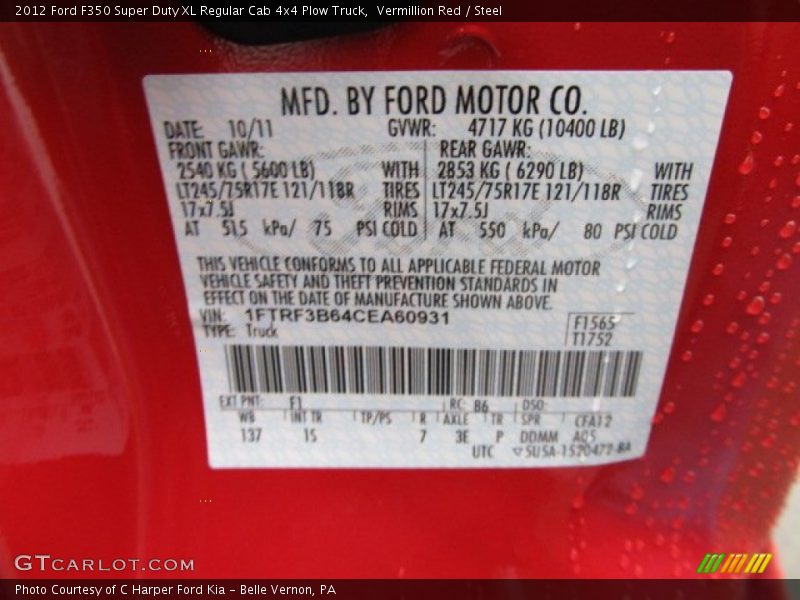 2012 Ford F350 Super Duty XL Regular Cab 4x4 Plow Truck, Vermillion Red / Steel
MFD. BY FORD MOTOR CO.
DATE: 10/11 GVWR: 4717 KG (10400 LB)
FRONT GAWR: REAR GAWR:
2540 KG ( 5600 LB) WITH 2853 KG ( 6290 LB) WITH
LT245/75R17E 121/118R TIRES LT245/75R17E 121/118R TIRES
17x7.5J RIMS 17x7.5J RIMS
AT 515 kPa/ 75 PSI COLD AT 550 kPa/ 80 PSI COLD
THIS VEHICLE CONFORMS TO ALL APPLICABLE FEDERAL MOTOR
VEHICLE SAFETY AND THEFT PREVENTION STANDARDS IN
EFFECT ON THE DATE OF MANUFACTURE SHOWN ABOVE.
VIN: 1FTRF3B64CEA60931 F1565
TYPE: Truck T1752
EXT PNT: F1 RC: B6 DSO:
WB INT TR TP/PS R AXLE TR SPR CFA12
137 1S 7 3E P DDMM AQ5
UTC ▽SU5A-1520472-BA
GTCARLOT.COM
Photo Courtesy of C Harper Ford Kia – Belle Vernon, PA